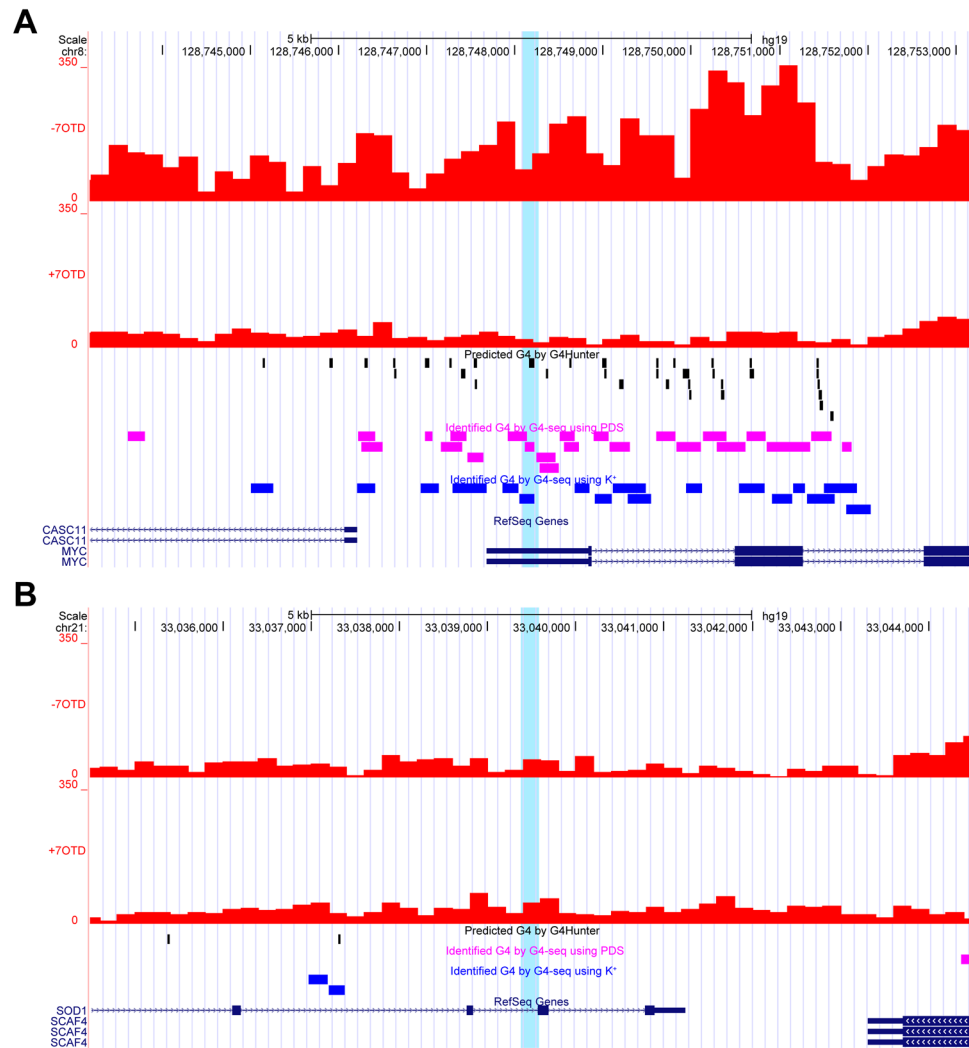 A
Scale 5 kb hg19
chr8: 128,745,000 128,746,000 128,747,000 128,748,000 128,749,000 128,750,000 128,751,000 128,752,000 128,753,000
350 _
-7OTD
0
350 _
+7OTD
0
Predicted G4 by G4Hunter
Identified G4 by G4-seq using PDS
Identified G4 by G4-seq using K⁺
RefSeq Genes
CASC11
CASC11
MYC
MYC
B
Scale 5 kb hg19
chr21: 33,036,000 33,037,000 33,038,000 33,039,000 33,040,000 33,041,000 33,042,000 33,043,000 33,044,000
350 _
-7OTD
0
350 _
+7OTD
0
Predicted G4 by G4Hunter
Identified G4 by G4-seq using PDS
Identified G4 by G4-seq using K⁺
RefSeq Genes
SOD1
SCAF4
SCAF4
SCAF4